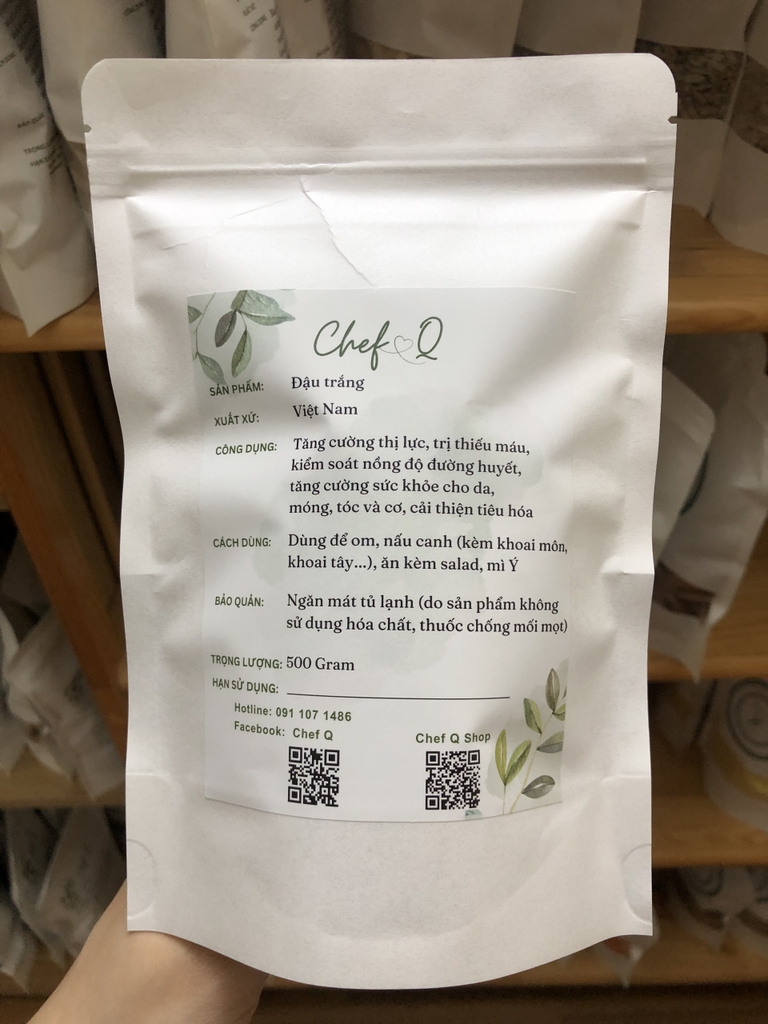 Chef Q
SẢN PHẨM: Đậu trắng
XUẤT XỨ: Việt Nam
CÔNG DỤNG: Tăng cường thị lực, trị thiếu máu,
kiểm soát nồng độ đường huyết,
tăng cường sức khỏe cho da,
móng, tóc và cơ, cải thiện tiêu hóa
CÁCH DÙNG: Dùng để om, nấu canh (kèm khoai môn,
khoai tây...), ăn kèm salad, mì Ý
BẢO QUẢN: Ngăn mát tủ lạnh (do sản phẩm không
sử dụng hóa chất, thuốc chống mối mọt)
TRỌNG LƯỢNG: 500 Gram
HẠN SỬ DỤNG:
Hotline: 091 107 1486
Facebook: Chef Q
Chef Q Shop